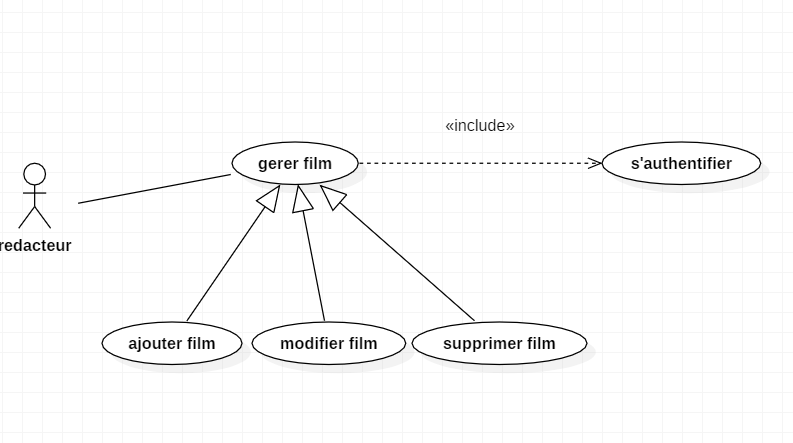 «include»
gerer film
s'authentifier
redacteur
ajouter film
modifier film
supprimer film